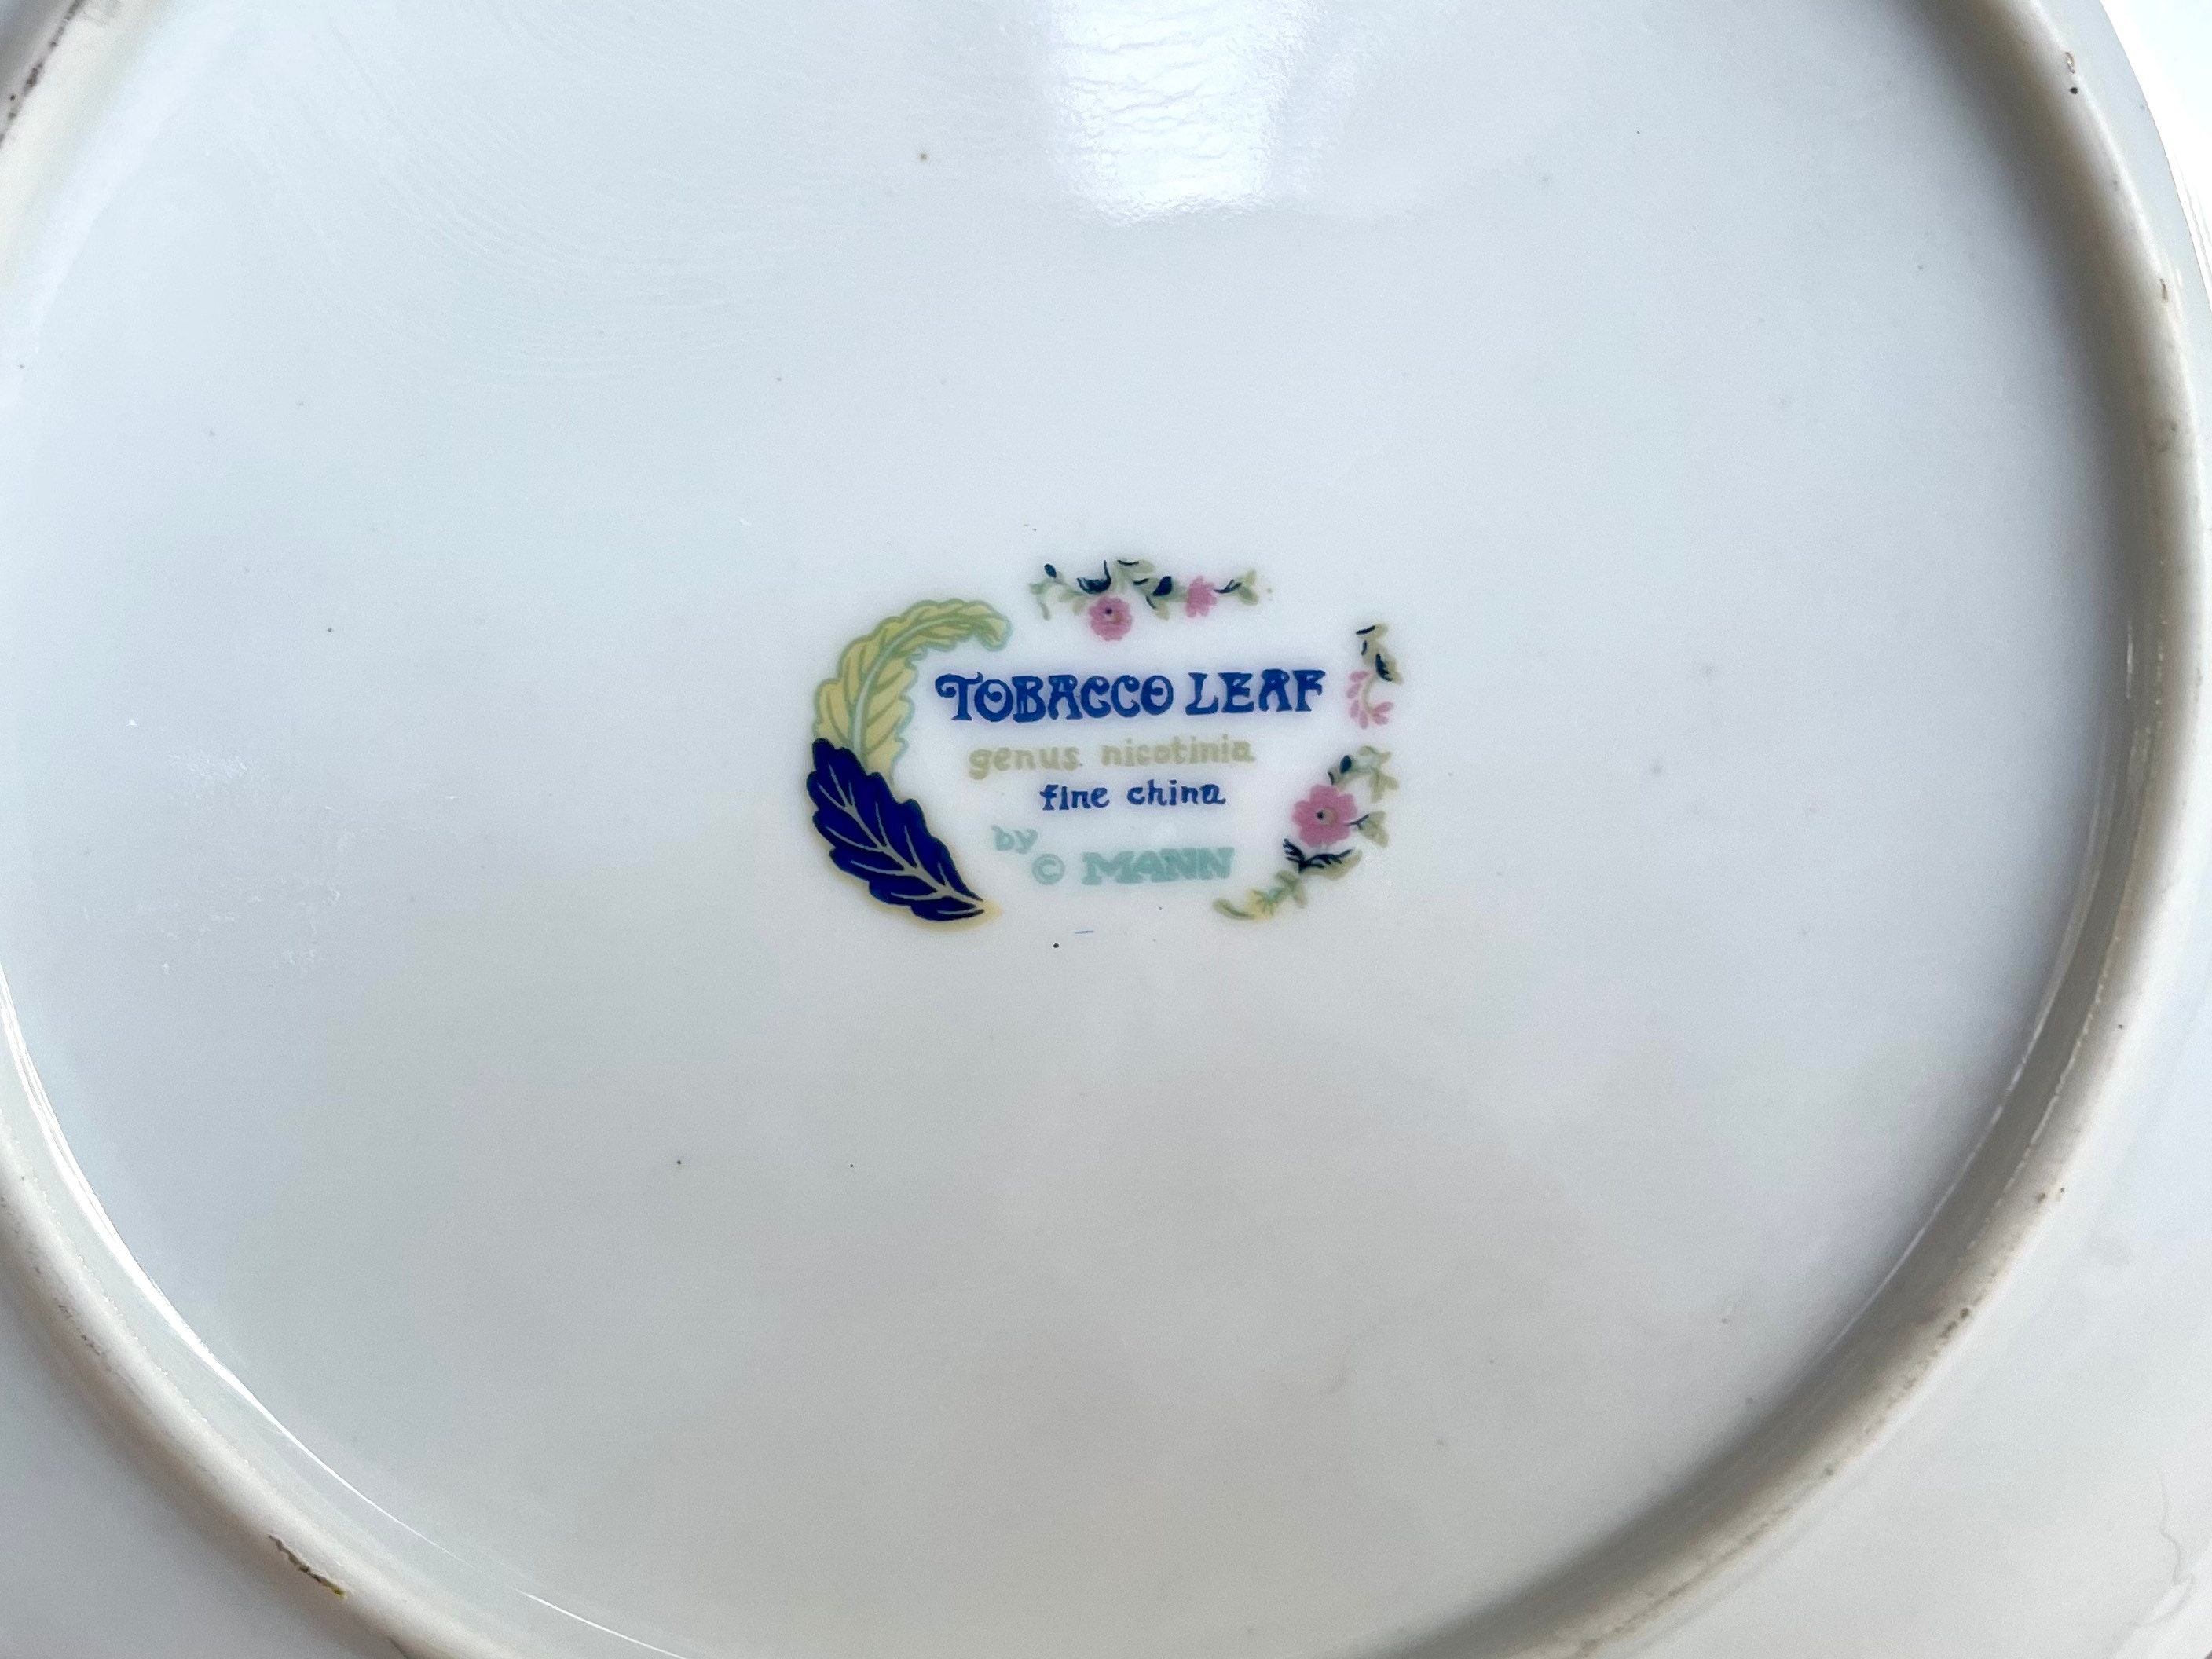 TOBACCO LEAF
genus nicotinia
fine china
by
© MANN